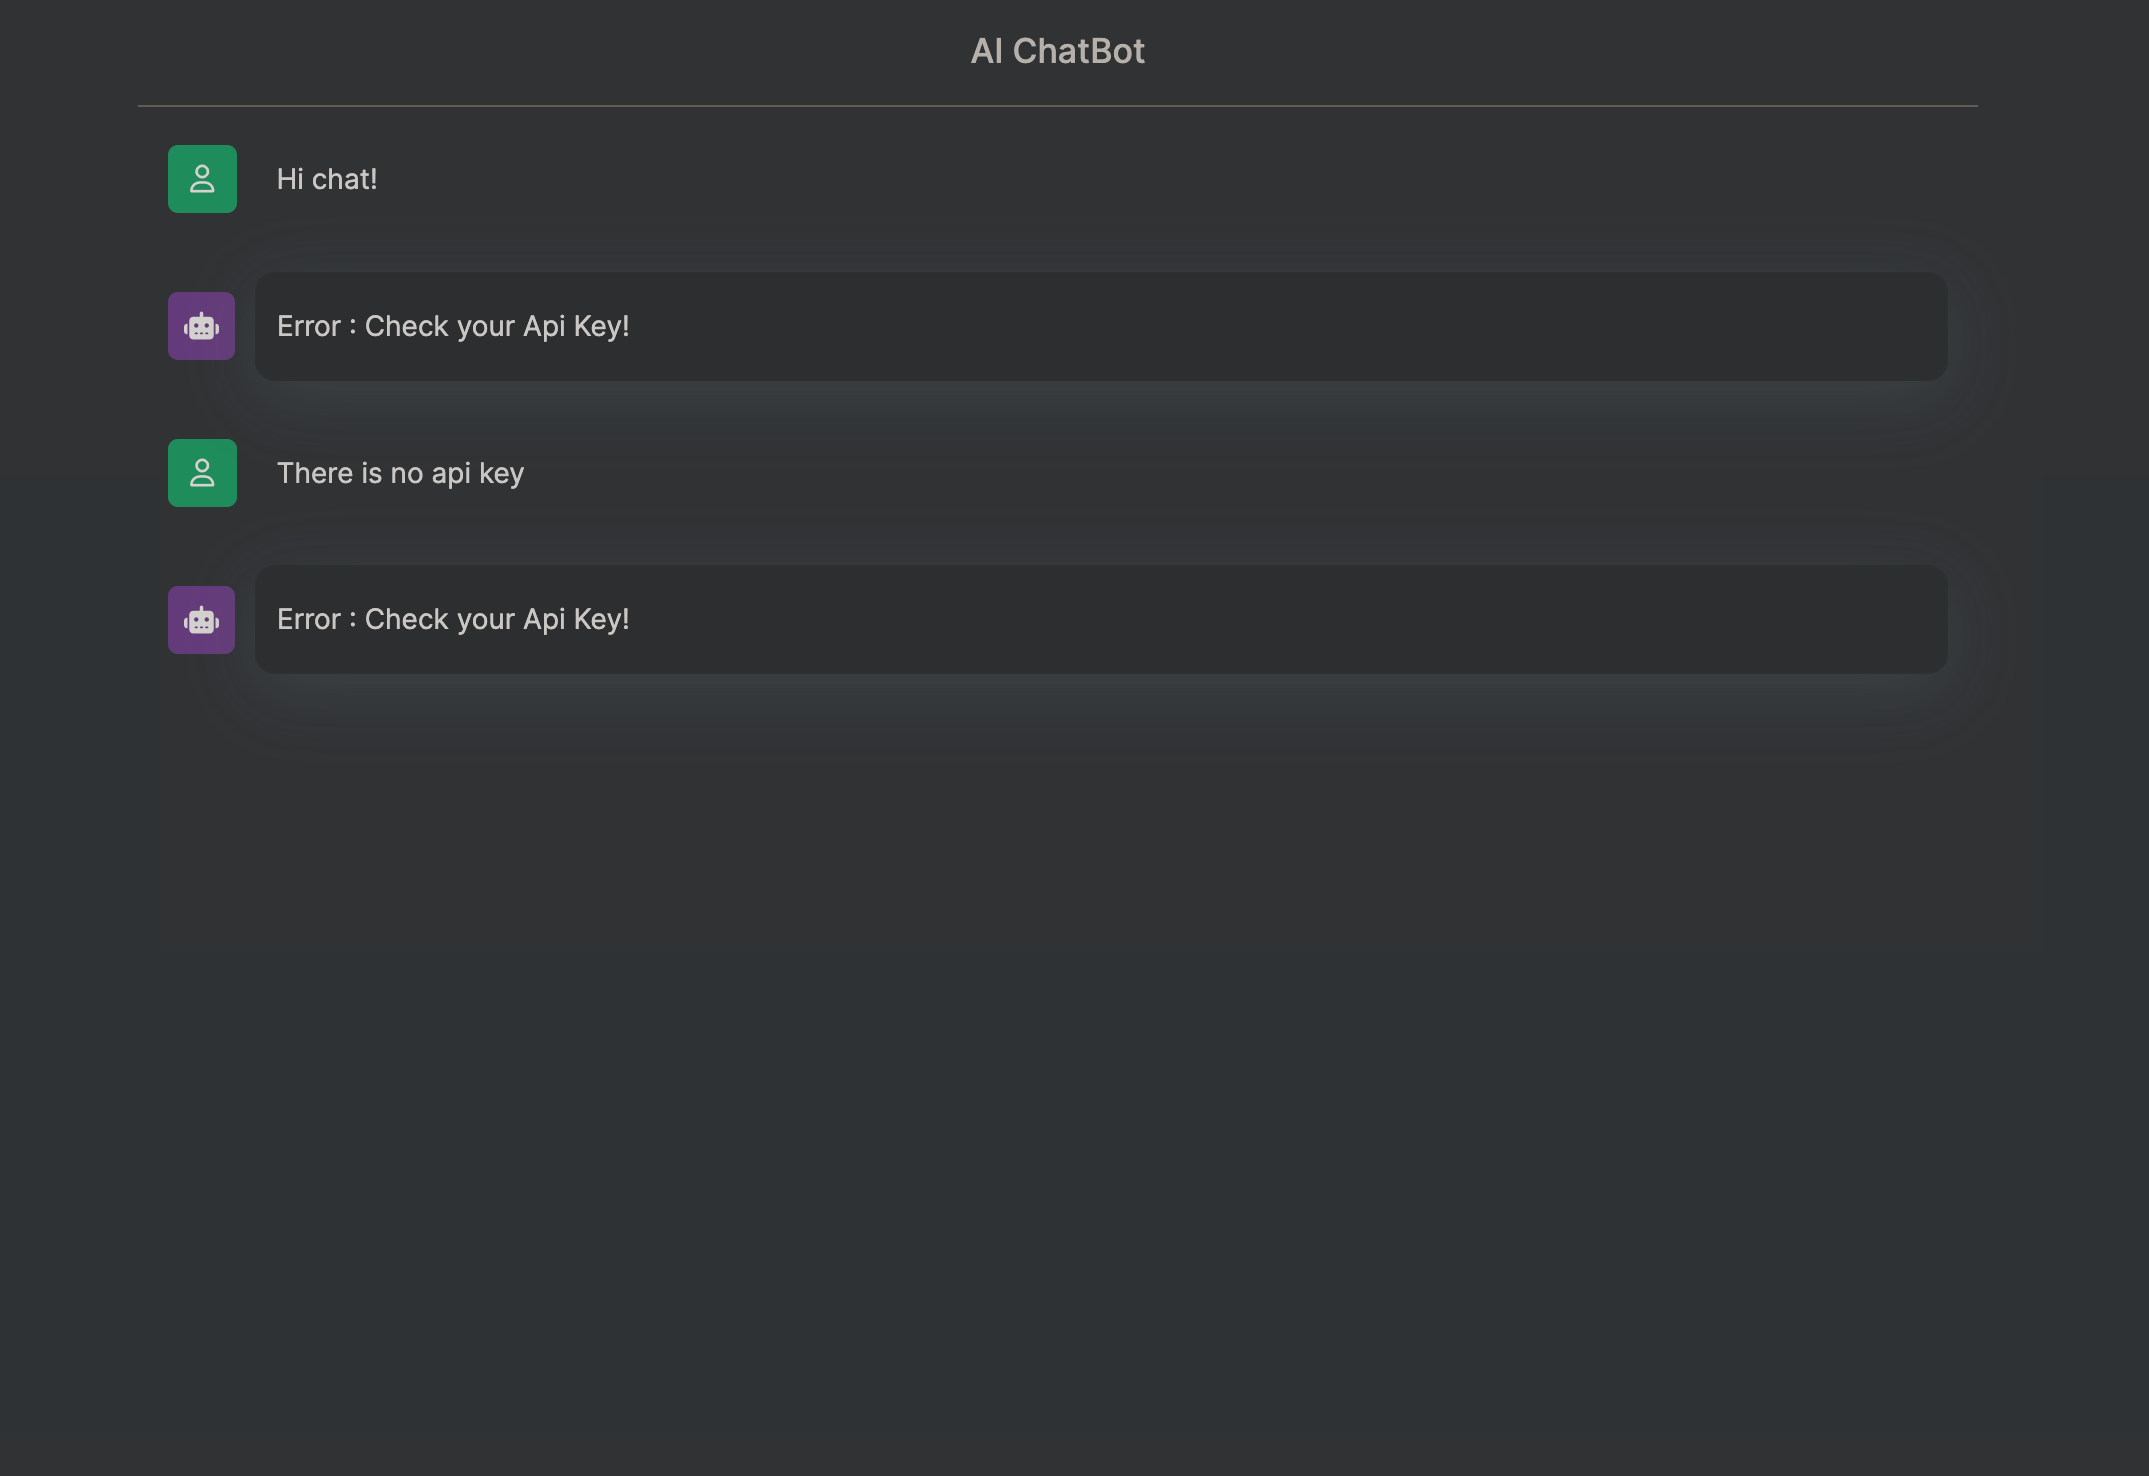 AI ChatBot
Hi chat!
Error : Check your Api Key!
There is no api key
Error : Check your Api Key!